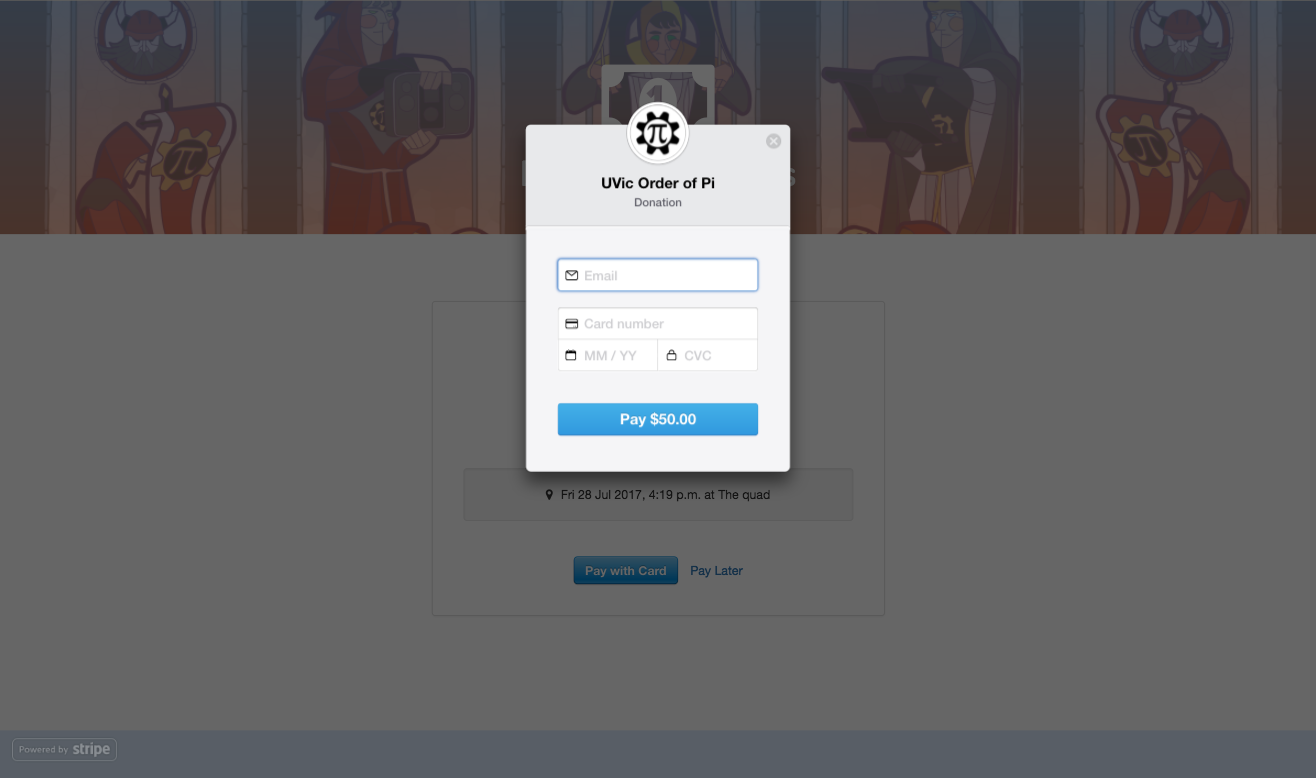 1
π
π
π
UVic Order of Pi
Donation
Email
Card number
MM / YY
CVC
Pay $50.00
Fri 28 Jul 2017, 4:19 p.m. at The quad
Pay with Card
Pay Later
Powered by stripe